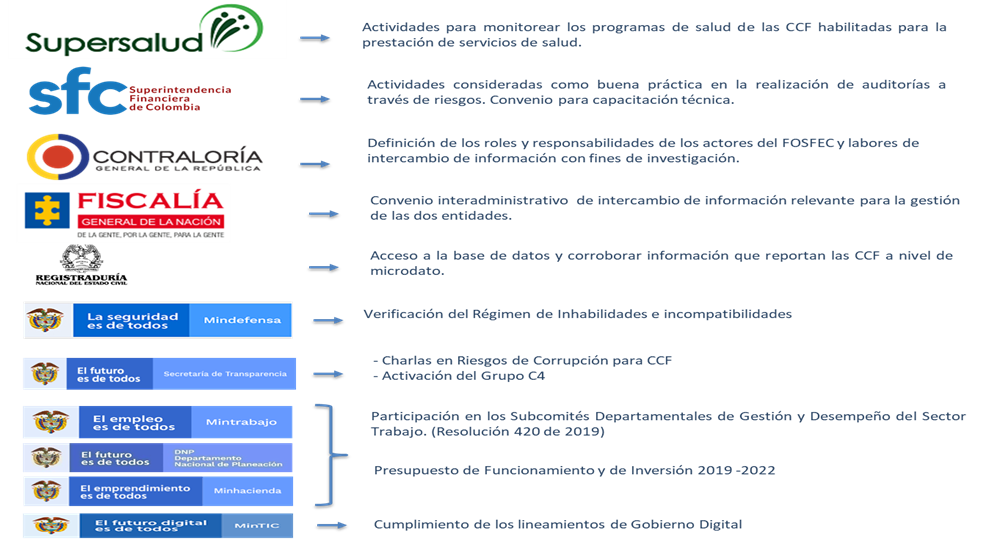 Supersalud
Actividades para monitorear los programas de salud de las CCF habilitadas para la
prestación de servicios de salud.
sfc Superintendencia
Financiera
de Colombia
Actividades consideradas como buena práctica en la realización de auditorías a
través de riesgos. Convenio para capacitación técnica.
CONTRALORÍA
GENERAL DE LA REPÚBLICA
Definición de los roles y responsabilidades de los actores del FOSFEC y labores de
intercambio de información con fines de investigación.
FISCALÍA
GENERAL DE LA NACIÓN
DE LA GENTE, POR LA GENTE, PARA LA GENTE
Convenio interadministrativo de intercambio de información relevante para la gestión
de las dos entidades.
REGISTRADURÍA
NACIONAL DEL ESTADO CIVIL
Acceso a la base de datos y corroborar información que reportan las CCF a nivel de
microdato.
La seguridad
es de todos
Mindefensa
Verificación del Régimen de Inhabilidades e incompatibilidades
El futuro
es de todos
Secretaría de Transparencia
- Charlas en Riesgos de Corrupción para CCF
- Activación del Grupo C4
El empleo
es de todos
Mintrabajo
Participación en los Subcomités Departamentales de Gestión y Desempeño del Sector
Trabajo. (Resolución 420 de 2019)
El futuro
es de todos
DNP
Departamento
Nacional de Planeación
Presupuesto de Funcionamiento y de Inversión 2019 -2022
El emprendimiento
es de todos
Minhacienda
El futuro digital
es de todos
MinTIC
Cumplimiento de los lineamientos de Gobierno Digital